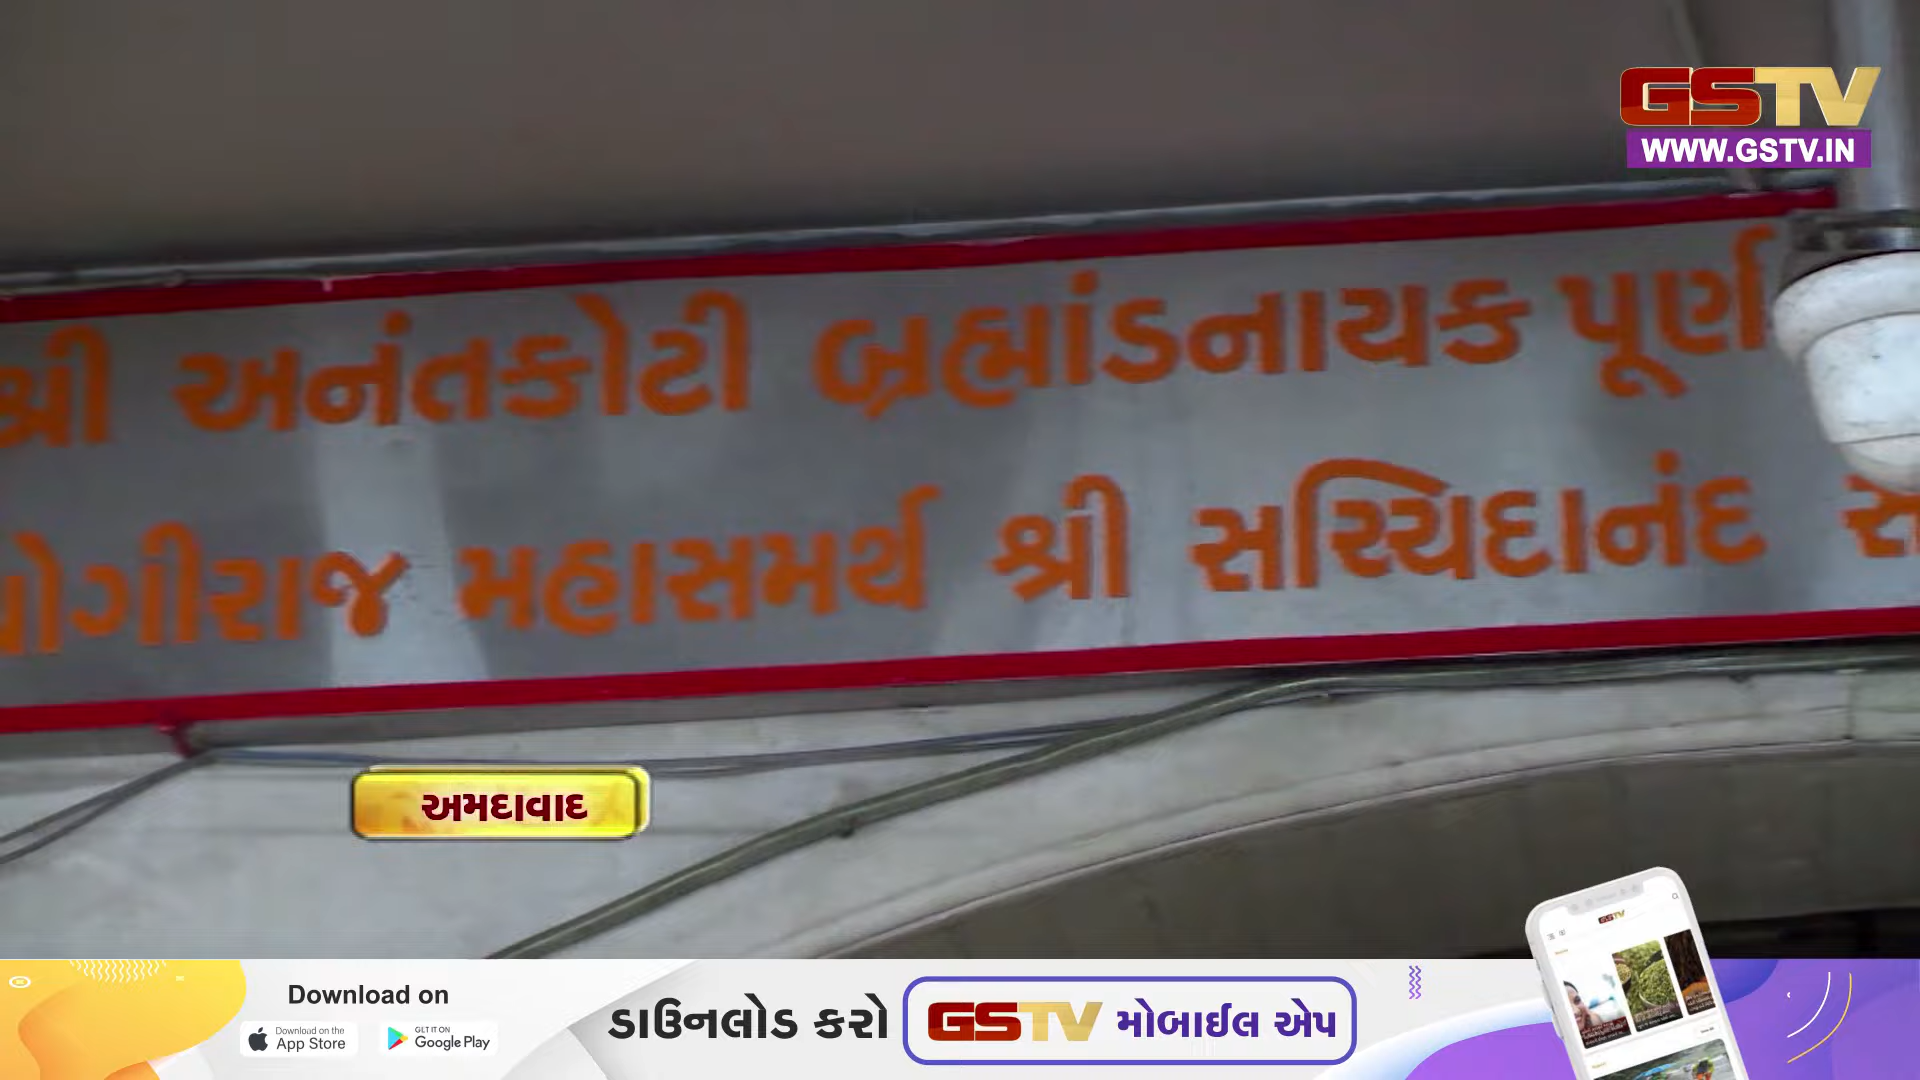 GSTV
WWW.GSTV.IN
શ્રી અનંતકોટી બ્રહ્માંડનાયક પૂર્ણ
યોગીરાજ મહાસમર્થ શ્રી સચ્ચિદાનંદ
અમદાવાદ
Download on
Download on the
App Store
GET IT ON
Google Play
ડાઉનલોડ કરો GSTV મોબાઈલ એપ
GSTV